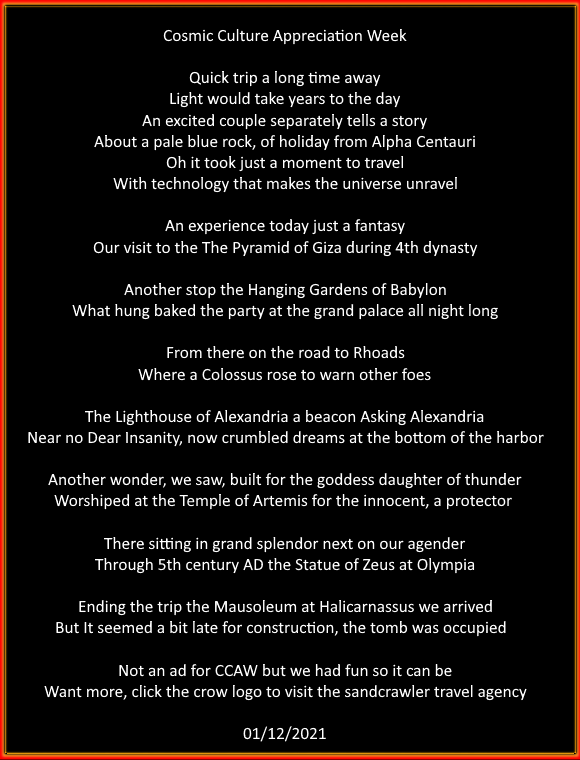 Cosmic Culture Appreciation Week
Quick trip a long time away
Light would take years to the day
An excited couple separately tells a story
About a pale blue rock, of holiday from Alpha Centauri
Oh it took just a moment to travel
With technology that makes the universe unravel
An experience today just a fantasy
Our visit to the The Pyramid of Giza during 4th dynasty
Another stop the Hanging Gardens of Babylon
What hung baked the party at the grand palace all night long
From there on the road to Rhoads
Where a Colossus rose to warn other foes
The Lighthouse of Alexandria a beacon Asking Alexandria
Near no Dear Insanity, now crumbled dreams at the bottom of the harbor
Another wonder, we saw, built for the goddess daughter of thunder
Worshiped at the Temple of Artemis for the innocent, a protector
There sitting in grand splendor next on our agender
Through 5th century AD the Statue of Zeus at Olympia
Ending the trip the Mausoleum at Halicarnassus we arrived
But It seemed a bit late for construction, the tomb was occupied
Not an ad for CCAW but we had fun so it can be
Want more, click the crow logo to visit the sandcrawler travel agency
01/12/2021